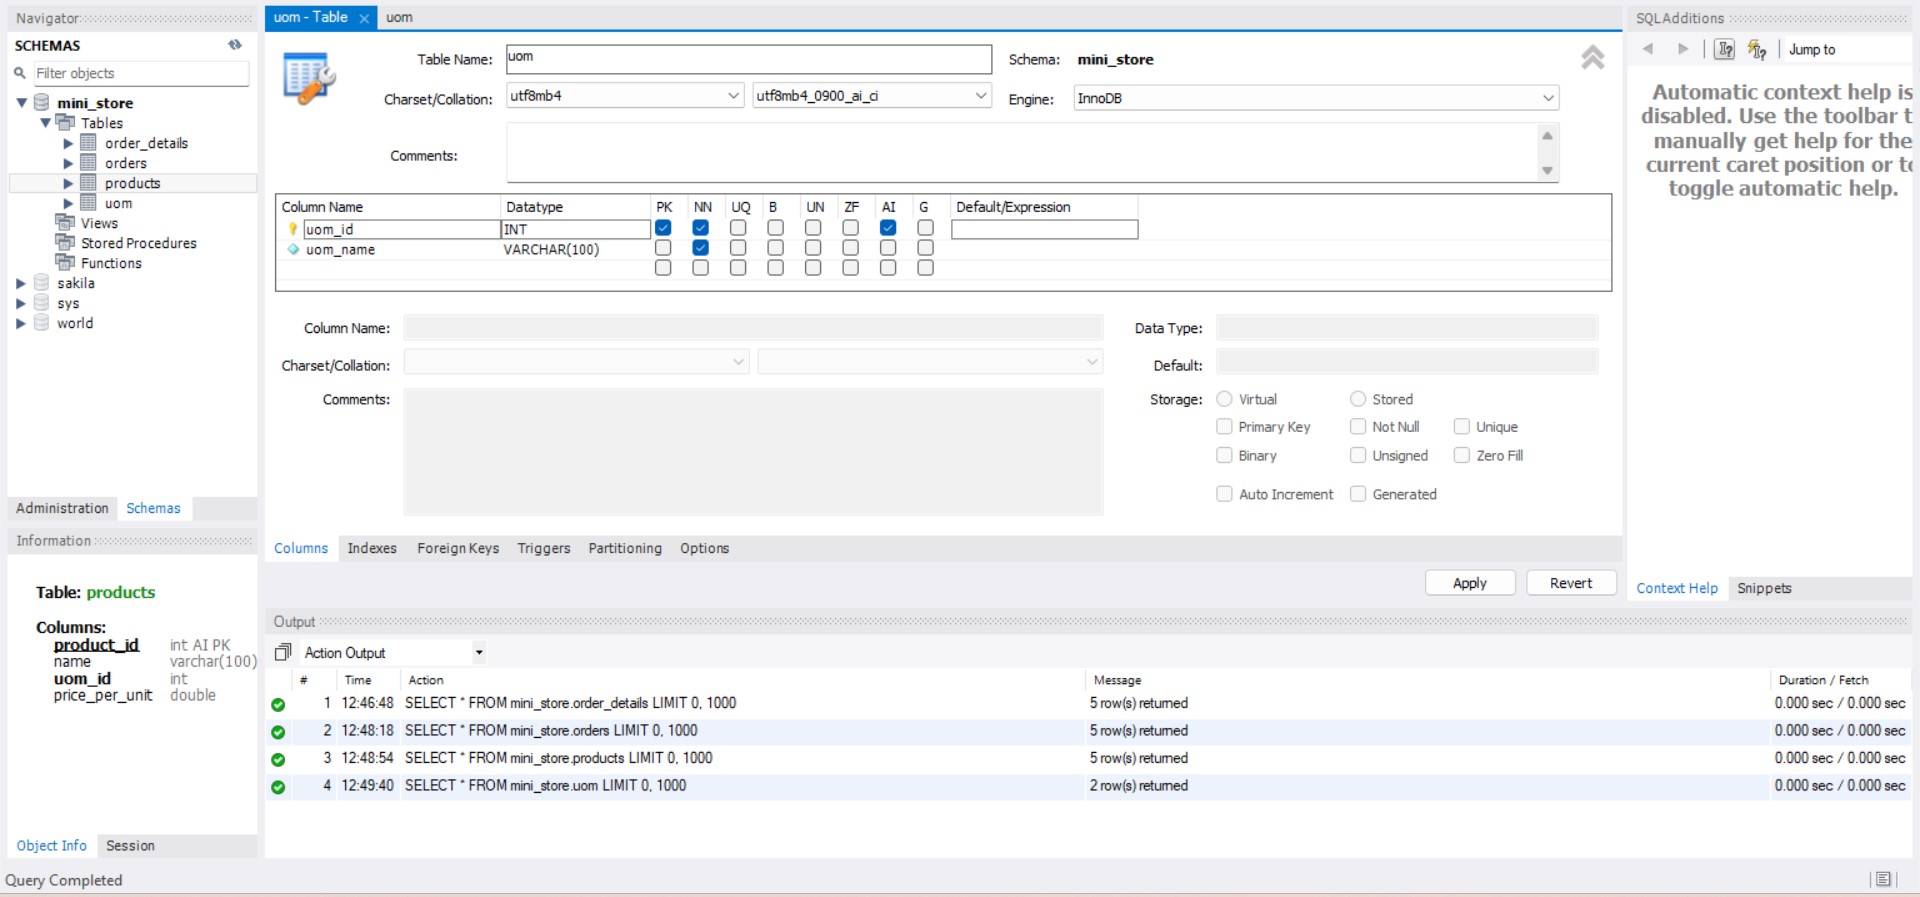 Navigator
SCHEMAS
Filter objects
mini_store
Tables
order_details
orders
products
uom
Views
Stored Procedures
Functions
sakila
sys
world
Administration Schemas
Information
Table: products
Columns:
product_id int AI PK
name varchar(100)
uom_id int
price_per_unit double
Object Info Session
Query Completed
uom - Table uom
Table Name: uom Schema: mini_store
Charset/Collation: utf8mb4 utf8mb4_0900_ai_ci Engine: InnoDB
Comments:
Column Name Datatype PK NN UQ B UN ZF AI G Default/Expression
uom_id INT
uom_name VARCHAR(100)
Column Name: Data Type:
Charset/Collation: Default:
Comments: Storage: Virtual Stored
Primary Key Not Null Unique
Binary Unsigned Zero Fill
Auto Increment Generated
Columns Indexes Foreign Keys Triggers Partitioning Options
Apply Revert
Output
Action Output
# Time Action Message Duration / Fetch
1 12:46:48 SELECT * FROM mini_store.order_details LIMIT 0, 1000 5 row(s) returned 0.000 sec / 0.000 sec
2 12:48:18 SELECT * FROM mini_store.orders LIMIT 0, 1000 5 row(s) returned 0.000 sec / 0.000 sec
3 12:48:54 SELECT * FROM mini_store.products LIMIT 0, 1000 5 row(s) returned 0.000 sec / 0.000 sec
4 12:49:40 SELECT * FROM mini_store.uom LIMIT 0, 1000 2 row(s) returned 0.000 sec / 0.000 sec
SQLAdditions
Jump to
Automatic context help is
disabled. Use the toolbar t
manually get help for the
current caret position or to
toggle automatic help.
Context Help Snippets